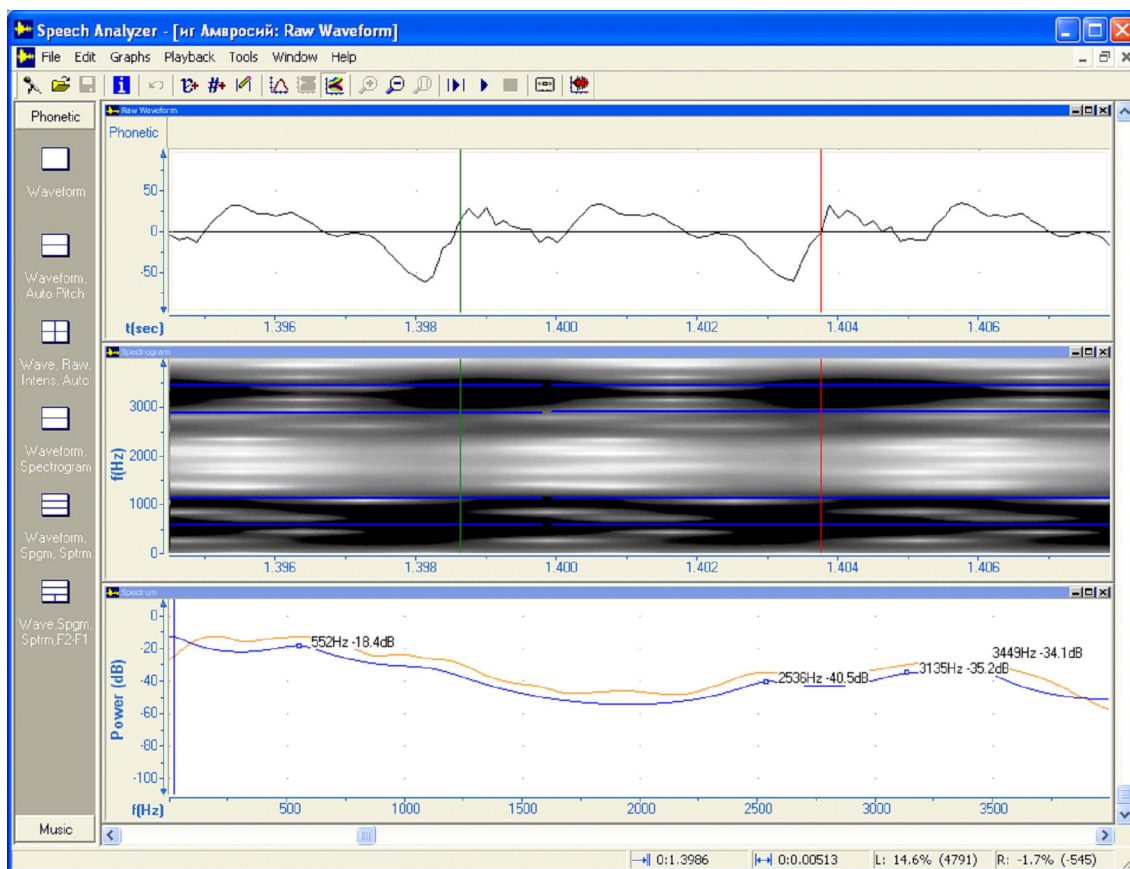 Speech Analyzer - [иг Амвросий: Raw Waveform]
File Edit Graphs Playback Tools Window Help
Phonetic
Waveform
Waveform,
Auto Pitch
Wave, Raw,
Intens, Auto
Waveform,
Spectrogram
Waveform,
Spgm, Sptrm
Wave,Spgm,
Sptrm,F2-F1
Music
Raw Waveform
Phonetic
50
0
-50
t(sec) 1.396 1.398 1.400 1.402 1.404 1.406
Spectrogram
f(Hz)
3000
2000
1000
0
1.396 1.398 1.400 1.402 1.404 1.406
Spectrum
Power (dB)
0
-20
-40
-60
-80
-100
552Hz -18.4dB
2536Hz -40.5dB
3135Hz -35.2dB
3449Hz -34.1dB
f(Hz) 500 1000 1500 2000 2500 3000 3500
0:1.3986 0:0.00513 L: 14.6% (4791) R: -1.7% (-545)